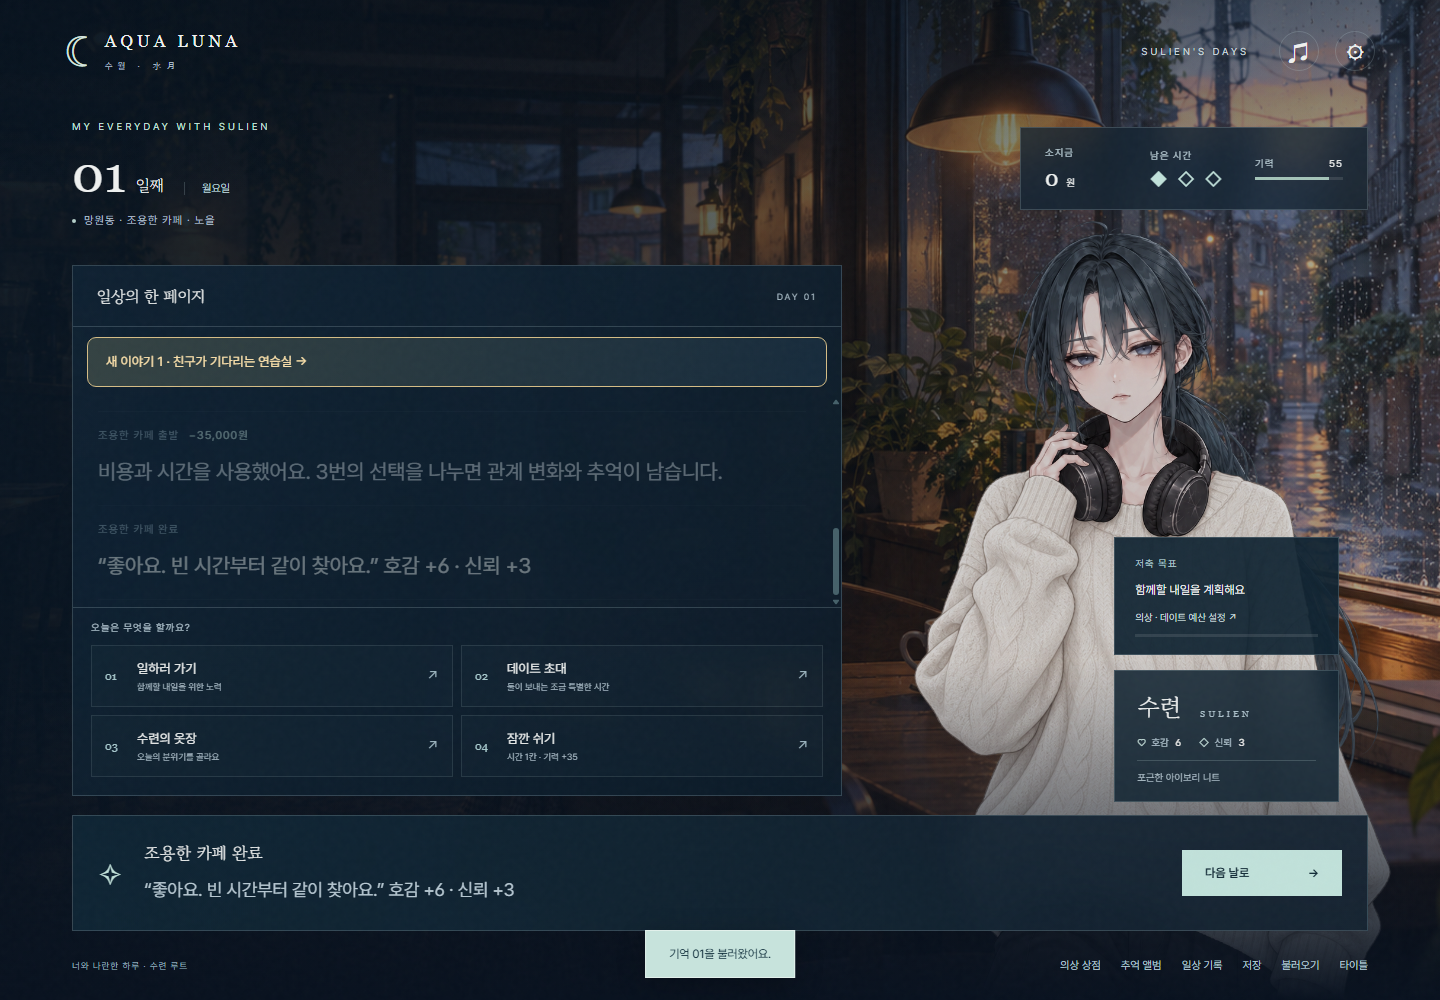 AQUA LUNA
수월 · 水月
SULIEN'S DAYS
MY EVERYDAY WITH SULIEN
01 일째 월요일
망원동 · 조용한 카페 · 노을
소지금
0 원
남은 시간
기력 55
일상의 한 페이지
DAY 01
새 이야기 1 · 친구가 기다리는 연습실 →
조용한 카페 출발 −35,000원
비용과 시간을 사용했어요. 3번의 선택을 나누면 관계 변화와 추억이 남습니다.
조용한 카페 완료
“좋아요. 빈 시간부터 같이 찾아요.” 호감 +6 · 신뢰 +3
오늘은 무엇을 할까요?
01 일하러 가기 ↗
함께할 내일을 위한 노력
02 데이트 초대 ↗
둘이 보내는 조금 특별한 시간
03 수련의 옷장 ↗
오늘의 분위기를 골라요
04 잠깐 쉬기 ↗
시간 1칸 · 기력 +35
저축 목표
함께할 내일을 계획해요
의상 · 데이트 예산 설정 ↗
수련 SULIEN
호감 6 신뢰 3
포근한 아이보리 니트
조용한 카페 완료
“좋아요. 빈 시간부터 같이 찾아요.” 호감 +6 · 신뢰 +3
다음 날로 →
기억 01을 불러왔어요.
너와 나란한 하루 · 수련 루트
의상 상점 추억 앨범 일상 기록 저장 불러오기 타이틀